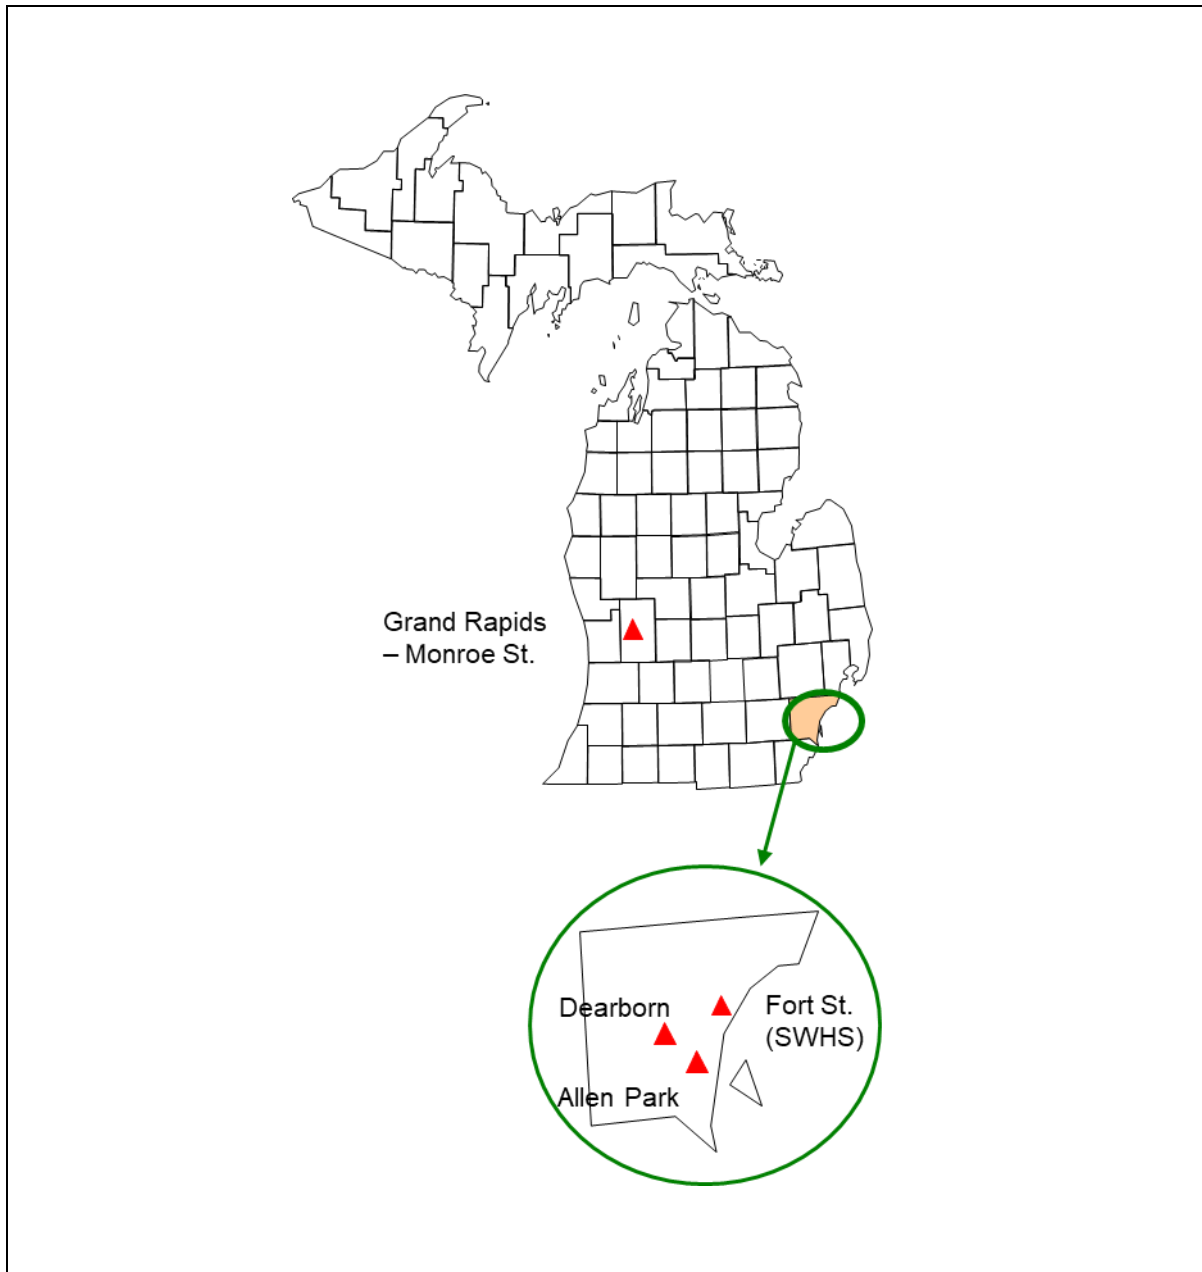 Grand Rapids
– Monroe St.
Dearborn
Fort St.
(SWHS)
Allen Park